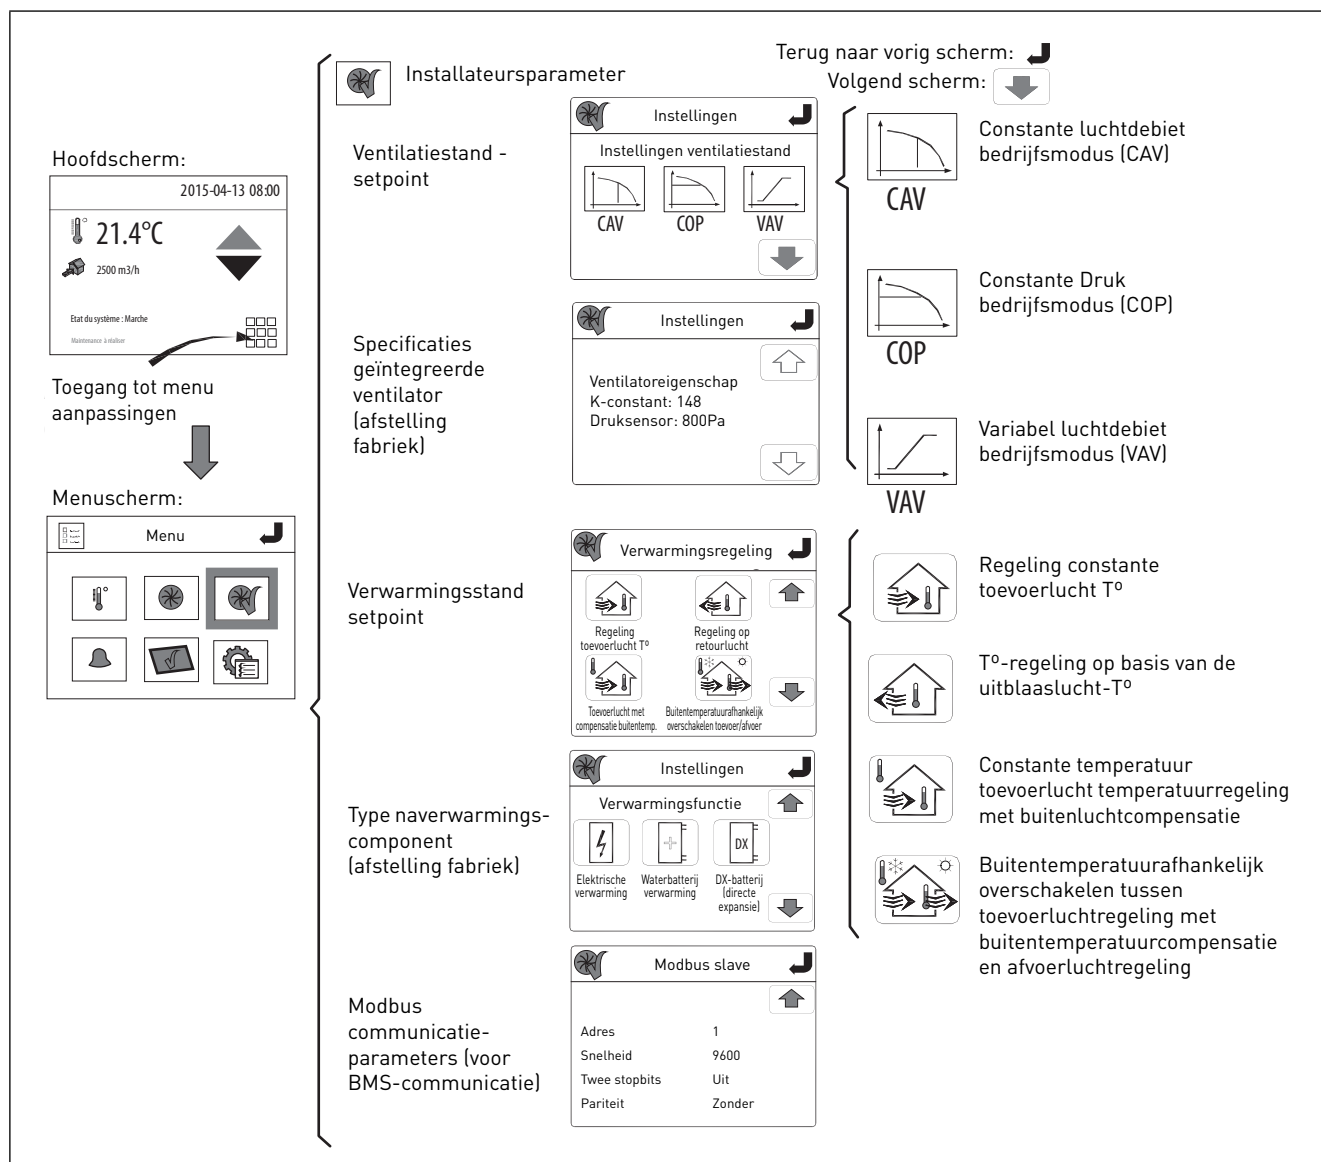 Hoofdscherm:
2015-04-13 08:00
21.4°C
2500 m3/h
Etat du système : Marche
Maintenance à réaliser
Toegang tot menu
aanpassingen
Menuscherm:
Menu
Installateursparameter
Terug naar vorig scherm:
Volgend scherm:
Ventilatiestand -
setpoint
Instellingen
Instellingen ventilatiestand
CAV
COP
VAV
Constante luchtdebiet
bedrijfsmodus (CAV)
CAV
Constante Druk
bedrijfsmodus (COP)
COP
Variabel luchtdebiet
bedrijfsmodus (VAV)
VAV
Specificaties
geïntegreerde
ventilator
(afstelling
fabriek)
Instellingen
Ventilatoreigenschap
K-constant: 148
Druksensor: 800Pa
Verwarmingsstand
setpoint
Verwarmingsregeling
Regeling
toevoerlucht Tº
Regeling op
retourlucht
Toevoerlucht met
compensatie buitentemp.
Buitentemperatuurafhankelijk
overschakelen toevoer/afvoer
Regeling constante
toevoerlucht Tº
Tº-regeling op basis van de
uitblaaslucht-Tº
Constante temperatuur
toevoerlucht temperatuurregeling
met buitenluchtcompensatie
Buitentemperatuurafhankelijk
overschakelen tussen
toevoerluchtregeling met
buitentemperatuurcompensatie
en afvoerluchtregeling
Type naverwarmings-
component
(afstelling fabriek)
Instellingen
Verwarmingsfunctie
DX
Elektrische
verwarming
Waterbatterij
verwarming
DX-batterij
(directe
expansie)
Modbus
communicatie-
parameters (voor
BMS-communicatie)
Modbus slave
Adres 1
Snelheid 9600
Twee stopbits Uit
Pariteit Zonder